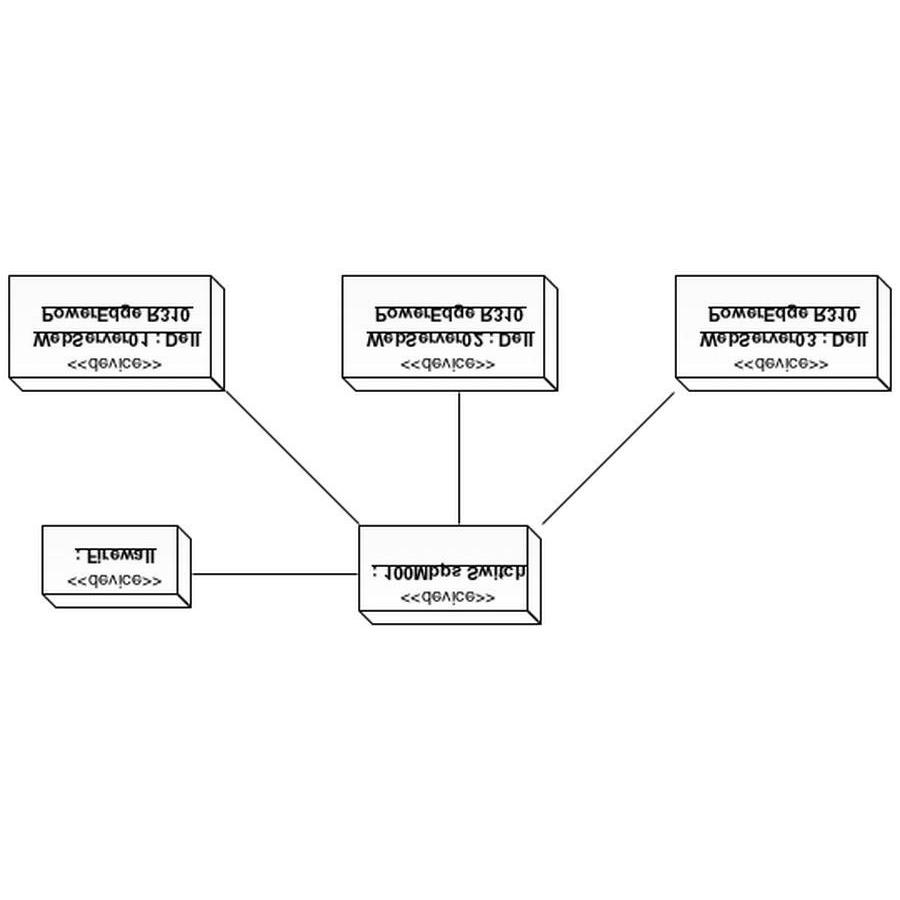 <<device>>
WebServer01 : Dell
PowerEdge R310
<<device>>
WebServer02 : Dell
PowerEdge R310
<<device>>
WebServer03 : Dell
PowerEdge R310
<<device>>
: Firewall
<<device>>
: 100Mbps Switch